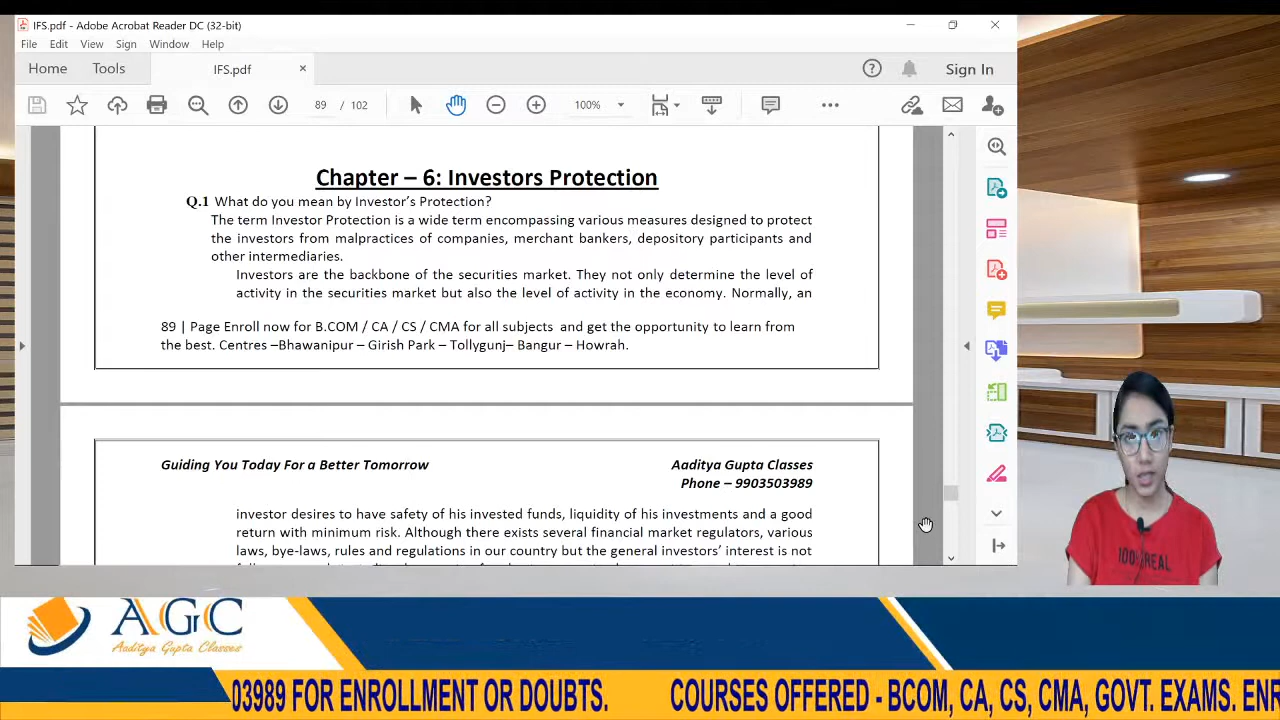 IFS.pdf - Adobe Acrobat Reader DC (32-bit)
File Edit View Sign Window Help
Home Tools IFS.pdf × Sign In
89 / 102 100%
Chapter – 6: Investors Protection
Q.1 What do you mean by Investor's Protection?
The term Investor Protection is a wide term encompassing various measures designed to protect
the investors from malpractices of companies, merchant bankers, depository participants and
other intermediaries.
Investors are the backbone of the securities market. They not only determine the level of
activity in the securities market but also the level of activity in the economy. Normally, an
89 | Page Enroll now for B.COM / CA / CS / CMA for all subjects and get the opportunity to learn from
the best. Centres –Bhawanipur – Girish Park – Tollygunj– Bangur – Howrah.
Guiding You Today For a Better Tomorrow Aaditya Gupta Classes
Phone – 9903503989
investor desires to have safety of his invested funds, liquidity of his investments and a good
return with minimum risk. Although there exists several financial market regulators, various
laws, bye-laws, rules and regulations in our country but the general investors' interest is not
100% REAL
AGC
Aaditya Gupta Classes
03989 FOR ENROLLMENT OR DOUBTS. COURSES OFFERED - BCOM, CA, CS, CMA, GOVT. EXAMS. ENR